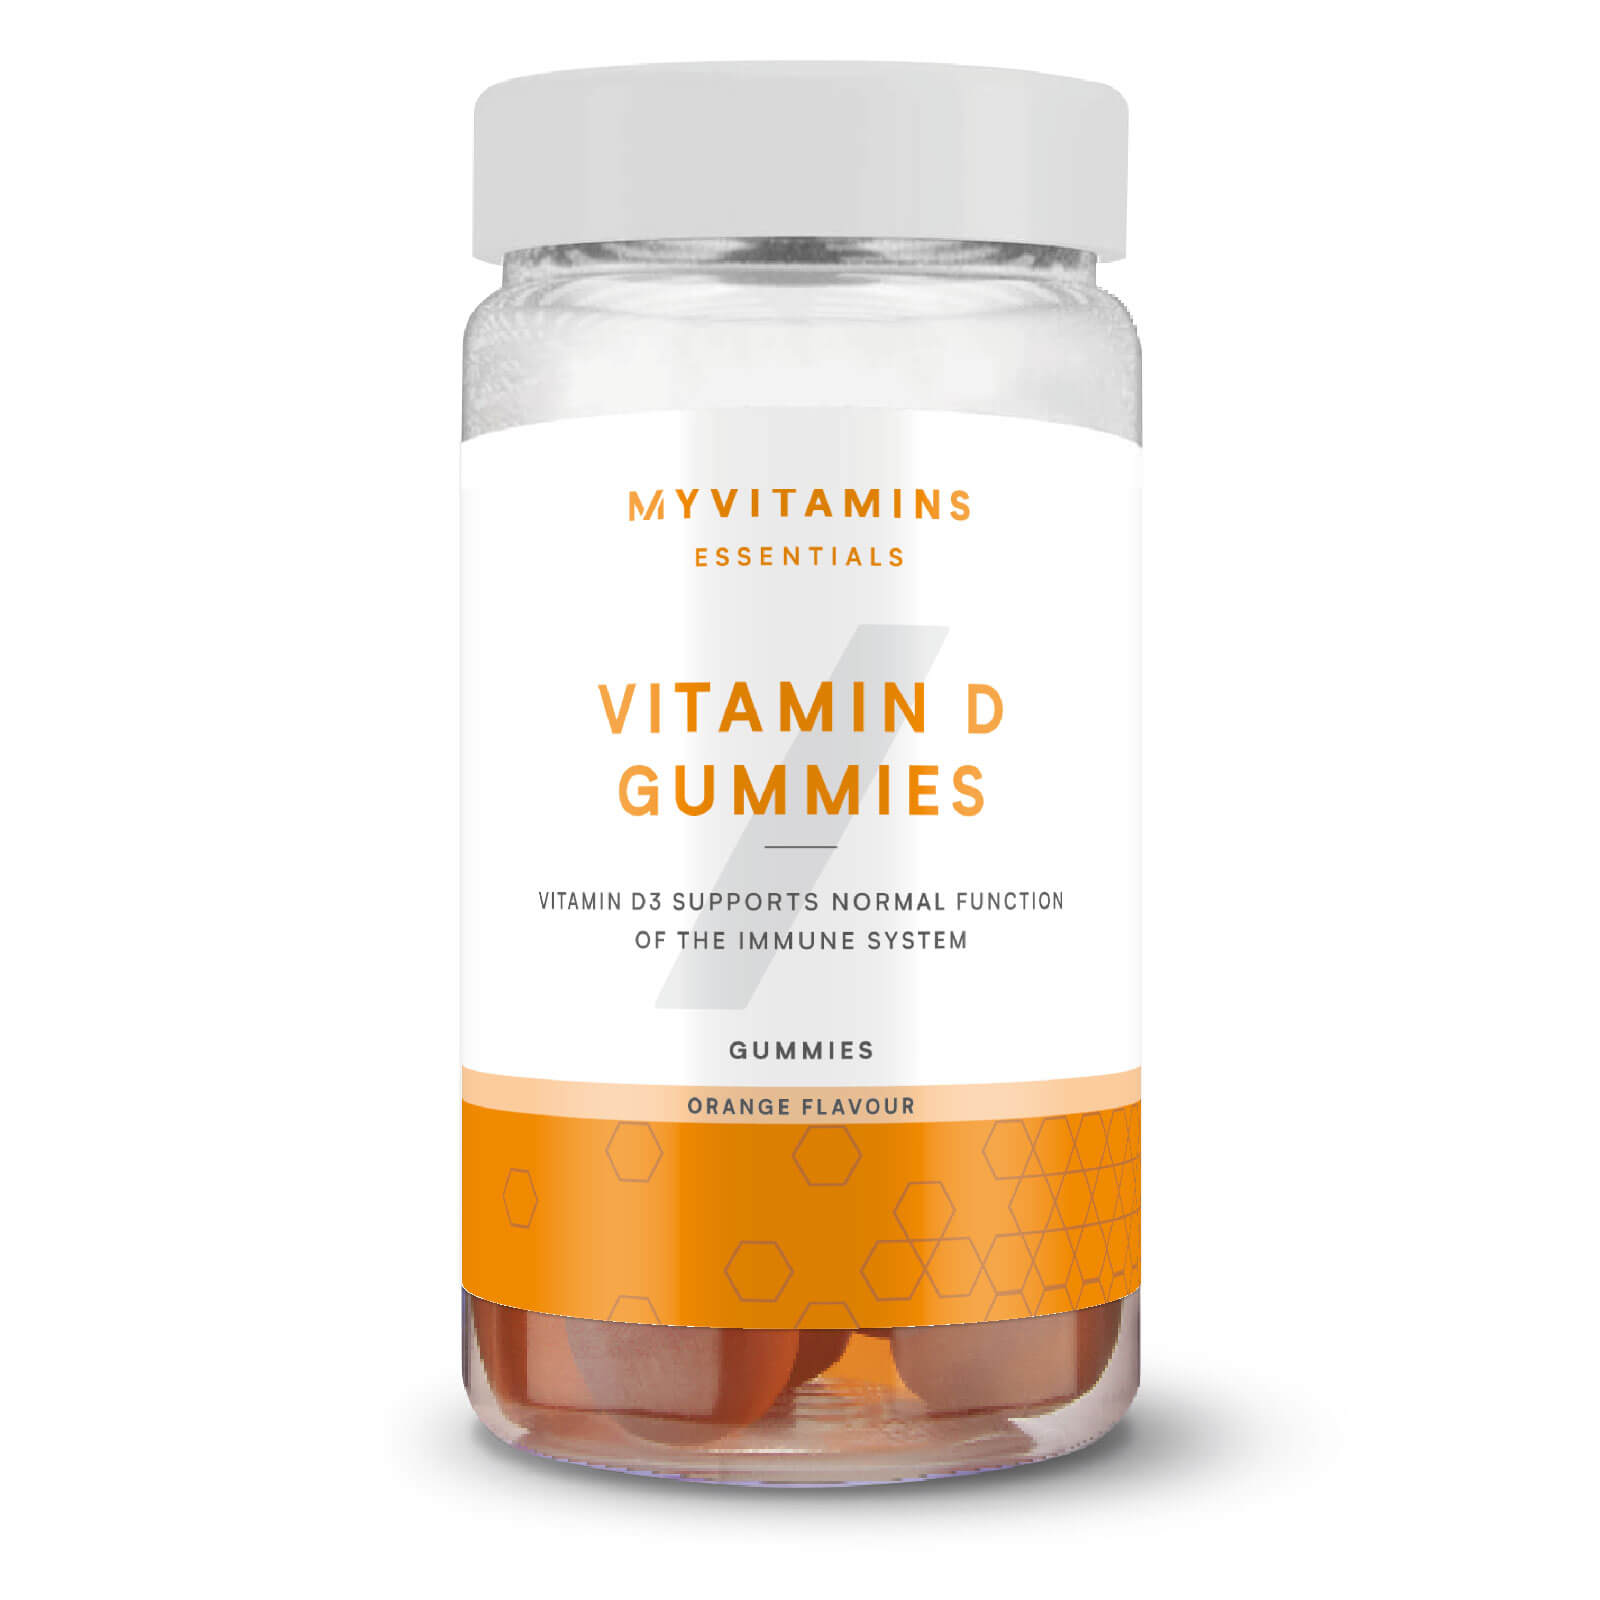 MYVITAMINS
ESSENTIALS
VITAMIN D
GUMMIES
VITAMIN D3 SUPPORTS NORMAL FUNCTION
OF THE IMMUNE SYSTEM
GUMMIES
ORANGE FLAVOUR